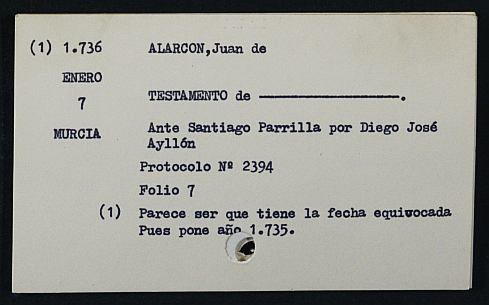 (1) 1.736 ALARCON,Juan de
ENERO
7 TESTAMENTO de ————————.
MURCIA Ante Santiago Parrilla por Diego José
Ayllón
Protocolo Nº 2394
Folio 7
(1) Parece ser que tiene la fecha equivocada
Pues pone año 1.735.